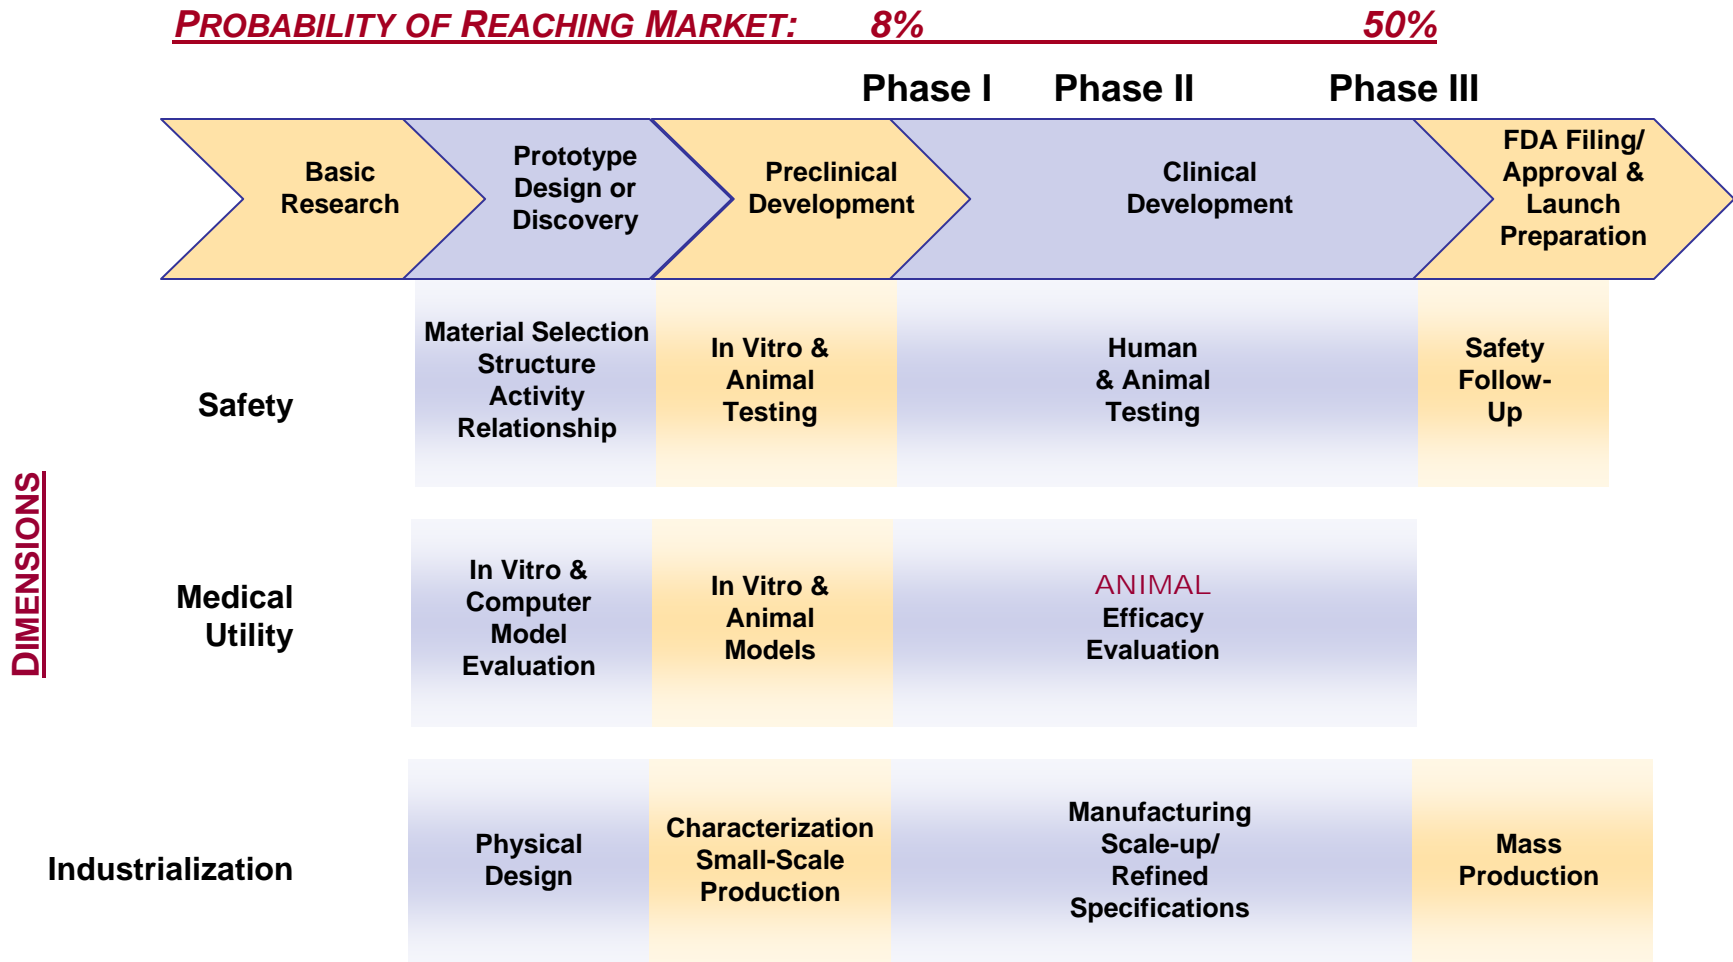 PROBABILITY OF REACHING MARKET: 8% 50%
Phase I Phase II Phase III
Basic
Research
Prototype
Design or
Discovery
Preclinical
Development
Clinical
Development
FDA Filing/
Approval &
Launch
Preparation
DIMENSIONS
Safety
Material Selection
Structure
Activity
Relationship
In Vitro &
Animal
Testing
Human
& Animal
Testing
Safety
Follow-
Up
Medical
Utility
In Vitro &
Computer
Model
Evaluation
In Vitro &
Animal
Models
ANIMAL
Efficacy
Evaluation
Industrialization
Physical
Design
Characterization
Small-Scale
Production
Manufacturing
Scale-up/
Refined
Specifications
Mass
Production